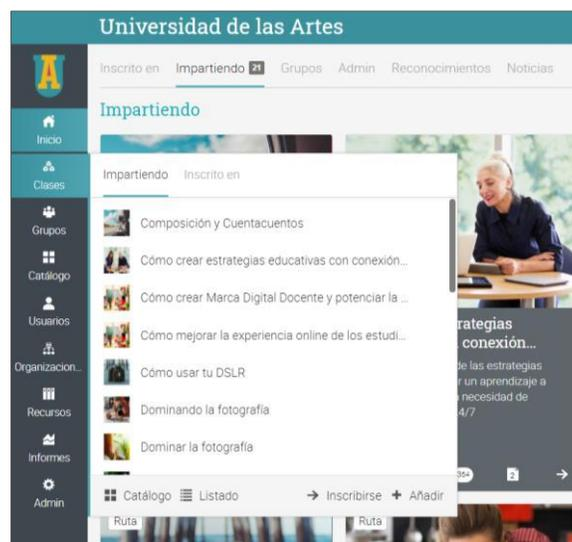 Universidad de las Artes
Inscrito en Impartiendo 21 Grupos Admin Reconocimientos Noticias
Impartiendo
Inicio
Clases
Grupos
Catálogo
Usuarios
Organizacion...
Recursos
Informes
Admin
Impartiendo Inscrito en
Composición y Cuentacuentos
Cómo crear estrategias educativas con conexión...
Cómo crear Marca Digital Docente y potenciar la ...
Cómo mejorar la experiencia online de los estudi...
Cómo usar tu DSLR
Dominando la fotografía
Dominar la fotografía
Catálogo Listado Inscribirse Añadir
rategias
conexión...
de las estrategias
r un aprendizaje a
necesidad de
4/7
364 2
Ruta Ruta